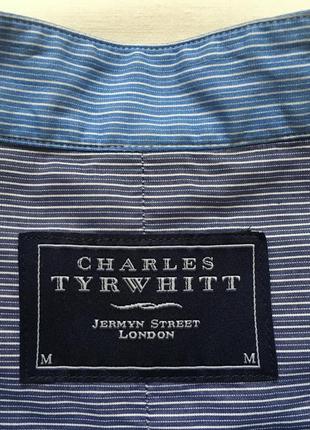 CHARLES
TYRWHITT
JERMYN STREET
LONDON
M M